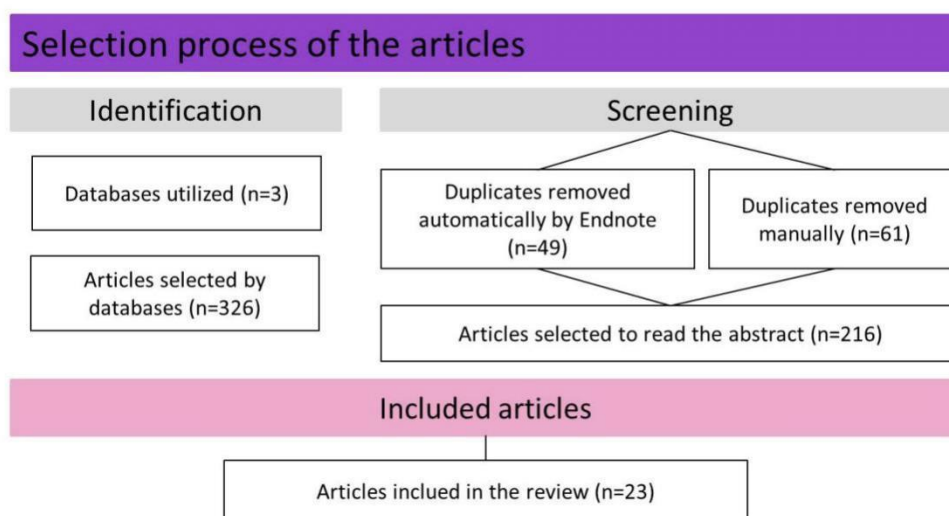 Selection process of the articles
Identification
Databases utilized (n=3)
Articles selected by
databases (n=326)
Screening
Duplicates removed
automatically by Endnote
(n=49)
Duplicates removed
manually (n=61)
Articles selected to read the abstract (n=216)
Included articles
Articles inclued in the review (n=23)